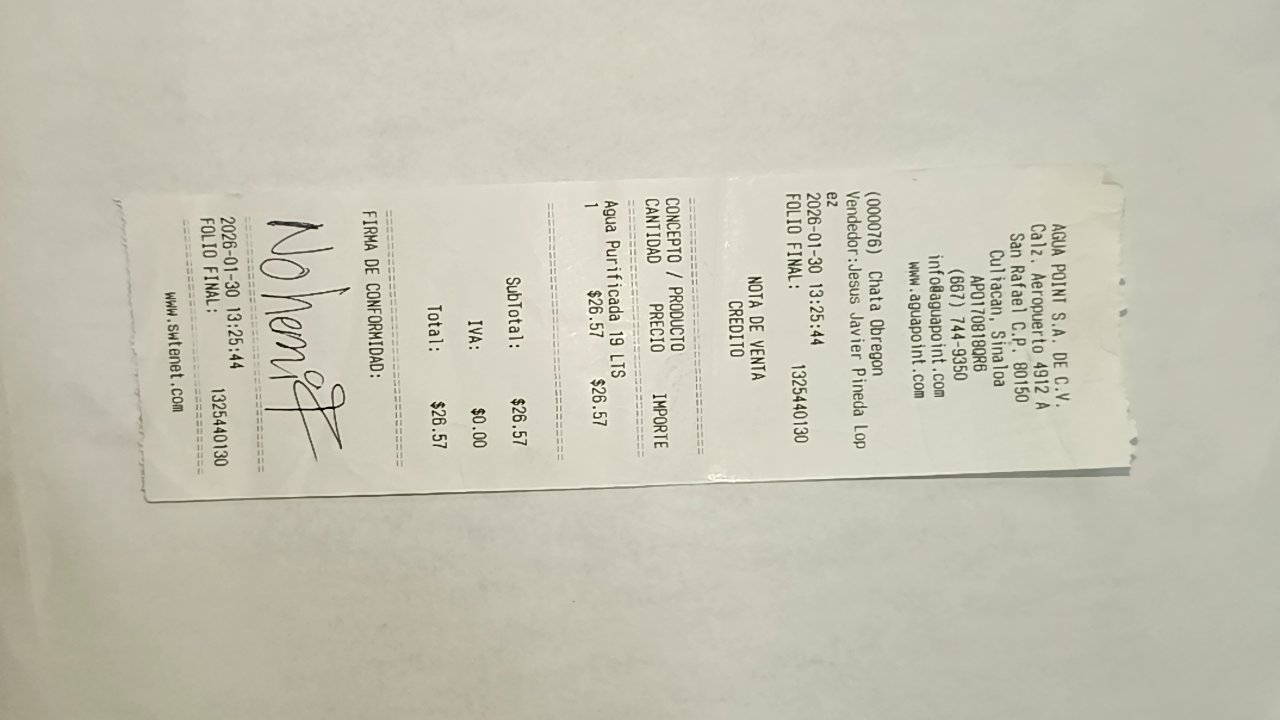 AGUA POINT S.A. DE C.V.
Calz. Aeropuerto 4912 A
San Rafael C.P. 80150
Culiacan, Sinaloa
APO170818QR6
(667) 744-9350
info@aguapoint.com
www.aguapoint.com
(000076) Chata Obregon
Vendedor:Jesus Javier Pineda Lop
ez
2026-01-30 13:25:44
FOLIO FINAL: 1325440130
NOTA DE VENTA
CREDITO
CONCEPTO / PRODUCTO
CANTIDAD PRECIO IMPORTE
Agua Purificada 19 LTS
1 $26.57 $26.57
SubTotal: $26.57
IVA: $0.00
Total: $26.57
FIRMA DE CONFORMIDAD:
2026-01-30 13:25:44
FOLIO FINAL: 1325440130
www.swtenet.com